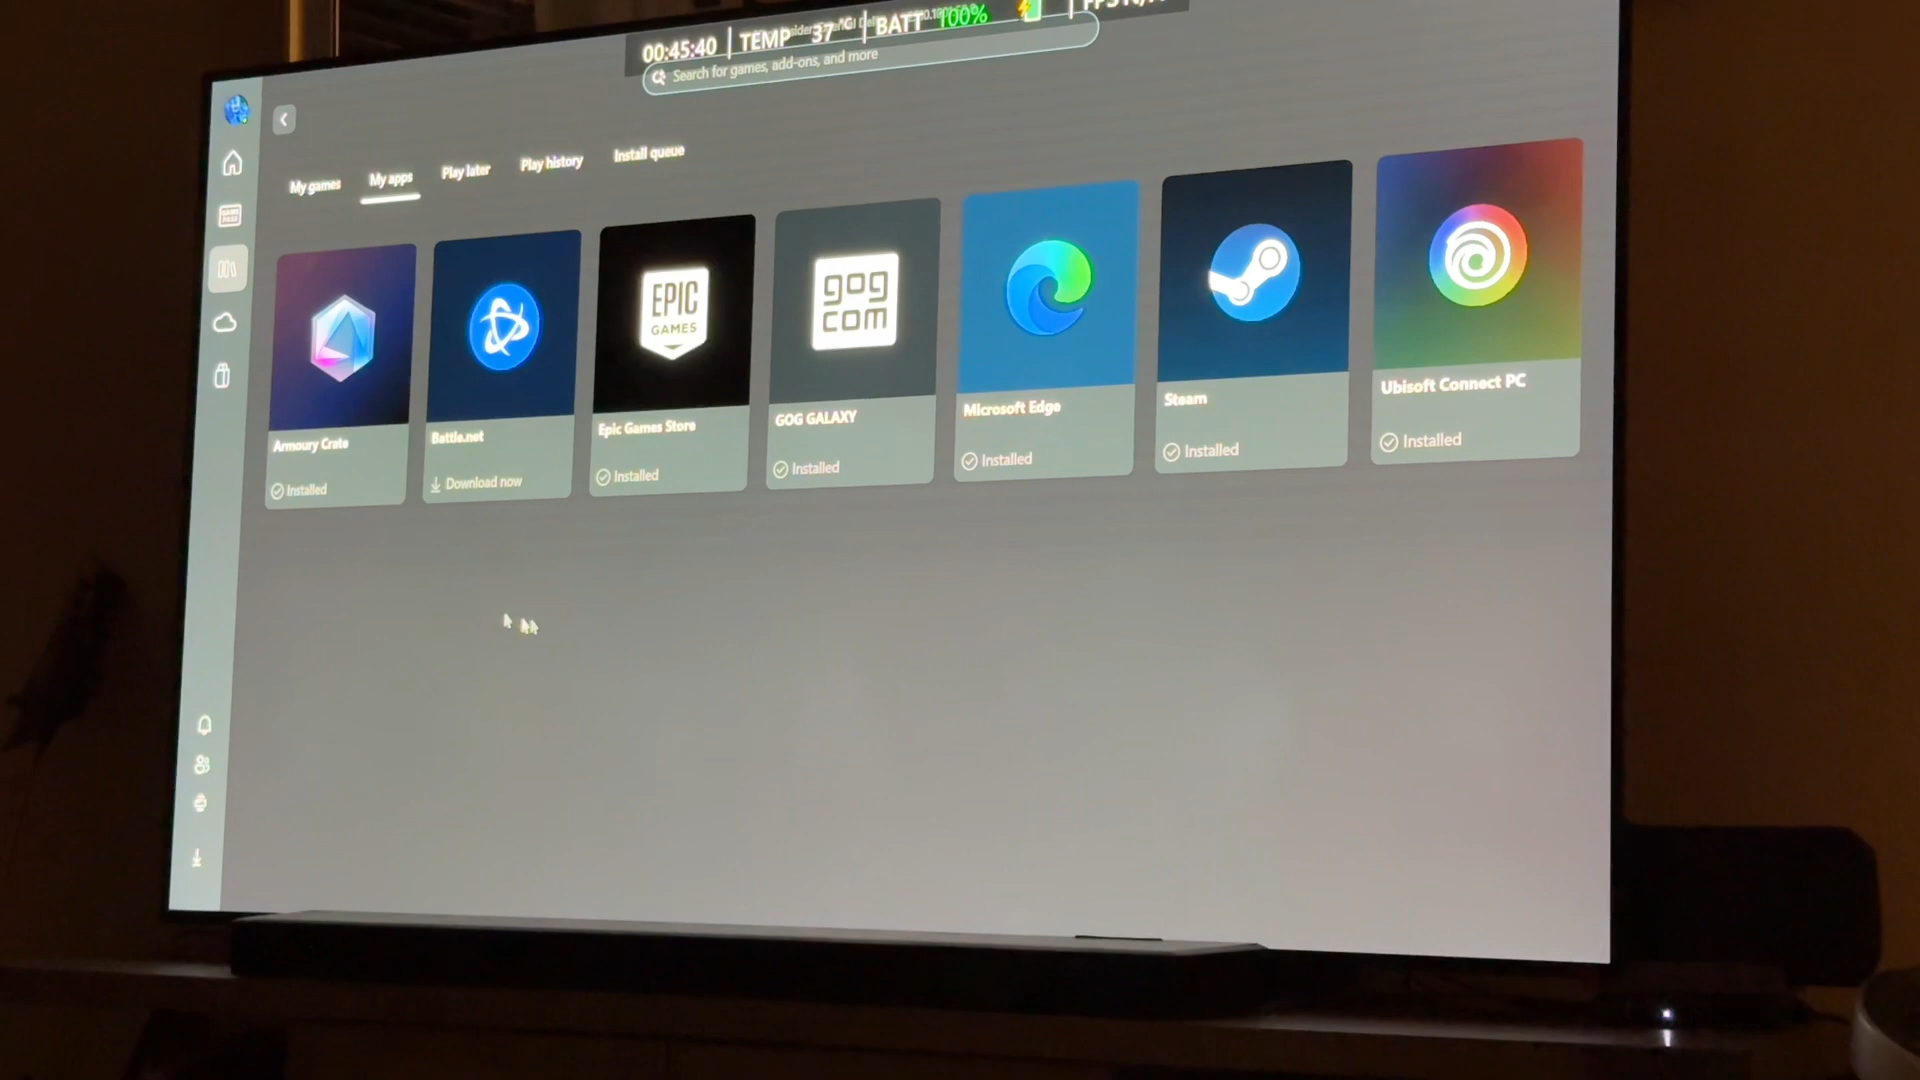 00:45:40 | TEMP 37 °C | BATT 100%
Search for games, add-ons, and more
My games My apps Play later Play history Install queue
GAME
PASS
EPIC
GAMES
gog
com
Armoury Crate
Installed
Battle.net
Download now
Epic Games Store
Installed
GOG GALAXY
Installed
Microsoft Edge
Installed
Steam
Installed
Ubisoft Connect PC
Installed